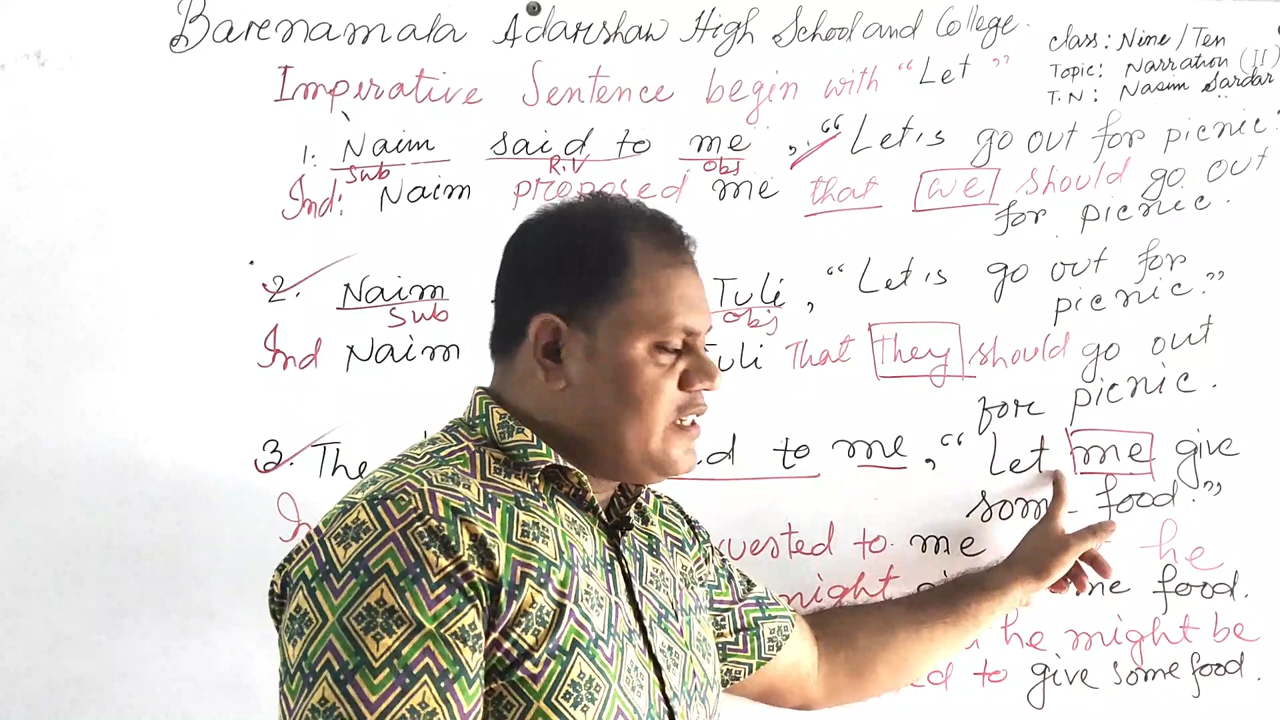 Barenamala Adarshaw High School and College.
Class: Nine/Ten
Topic: Narration (II)
T.N: Nasim Sardar
Imperative Sentence begin with "Let"
1. Naim said to me, "Let's go out for picnic.
Sub R.V Obj
Ind: Naim proposed me that we should go out
for picnic.
2. Naim Tuli, "Let's go out for
picnic."
Sub Obj
Ind Naim Tuli that they should go out
for picnic.
3. The to me, "Let me give
some food."
me he
might food.
he might be
to give some food.